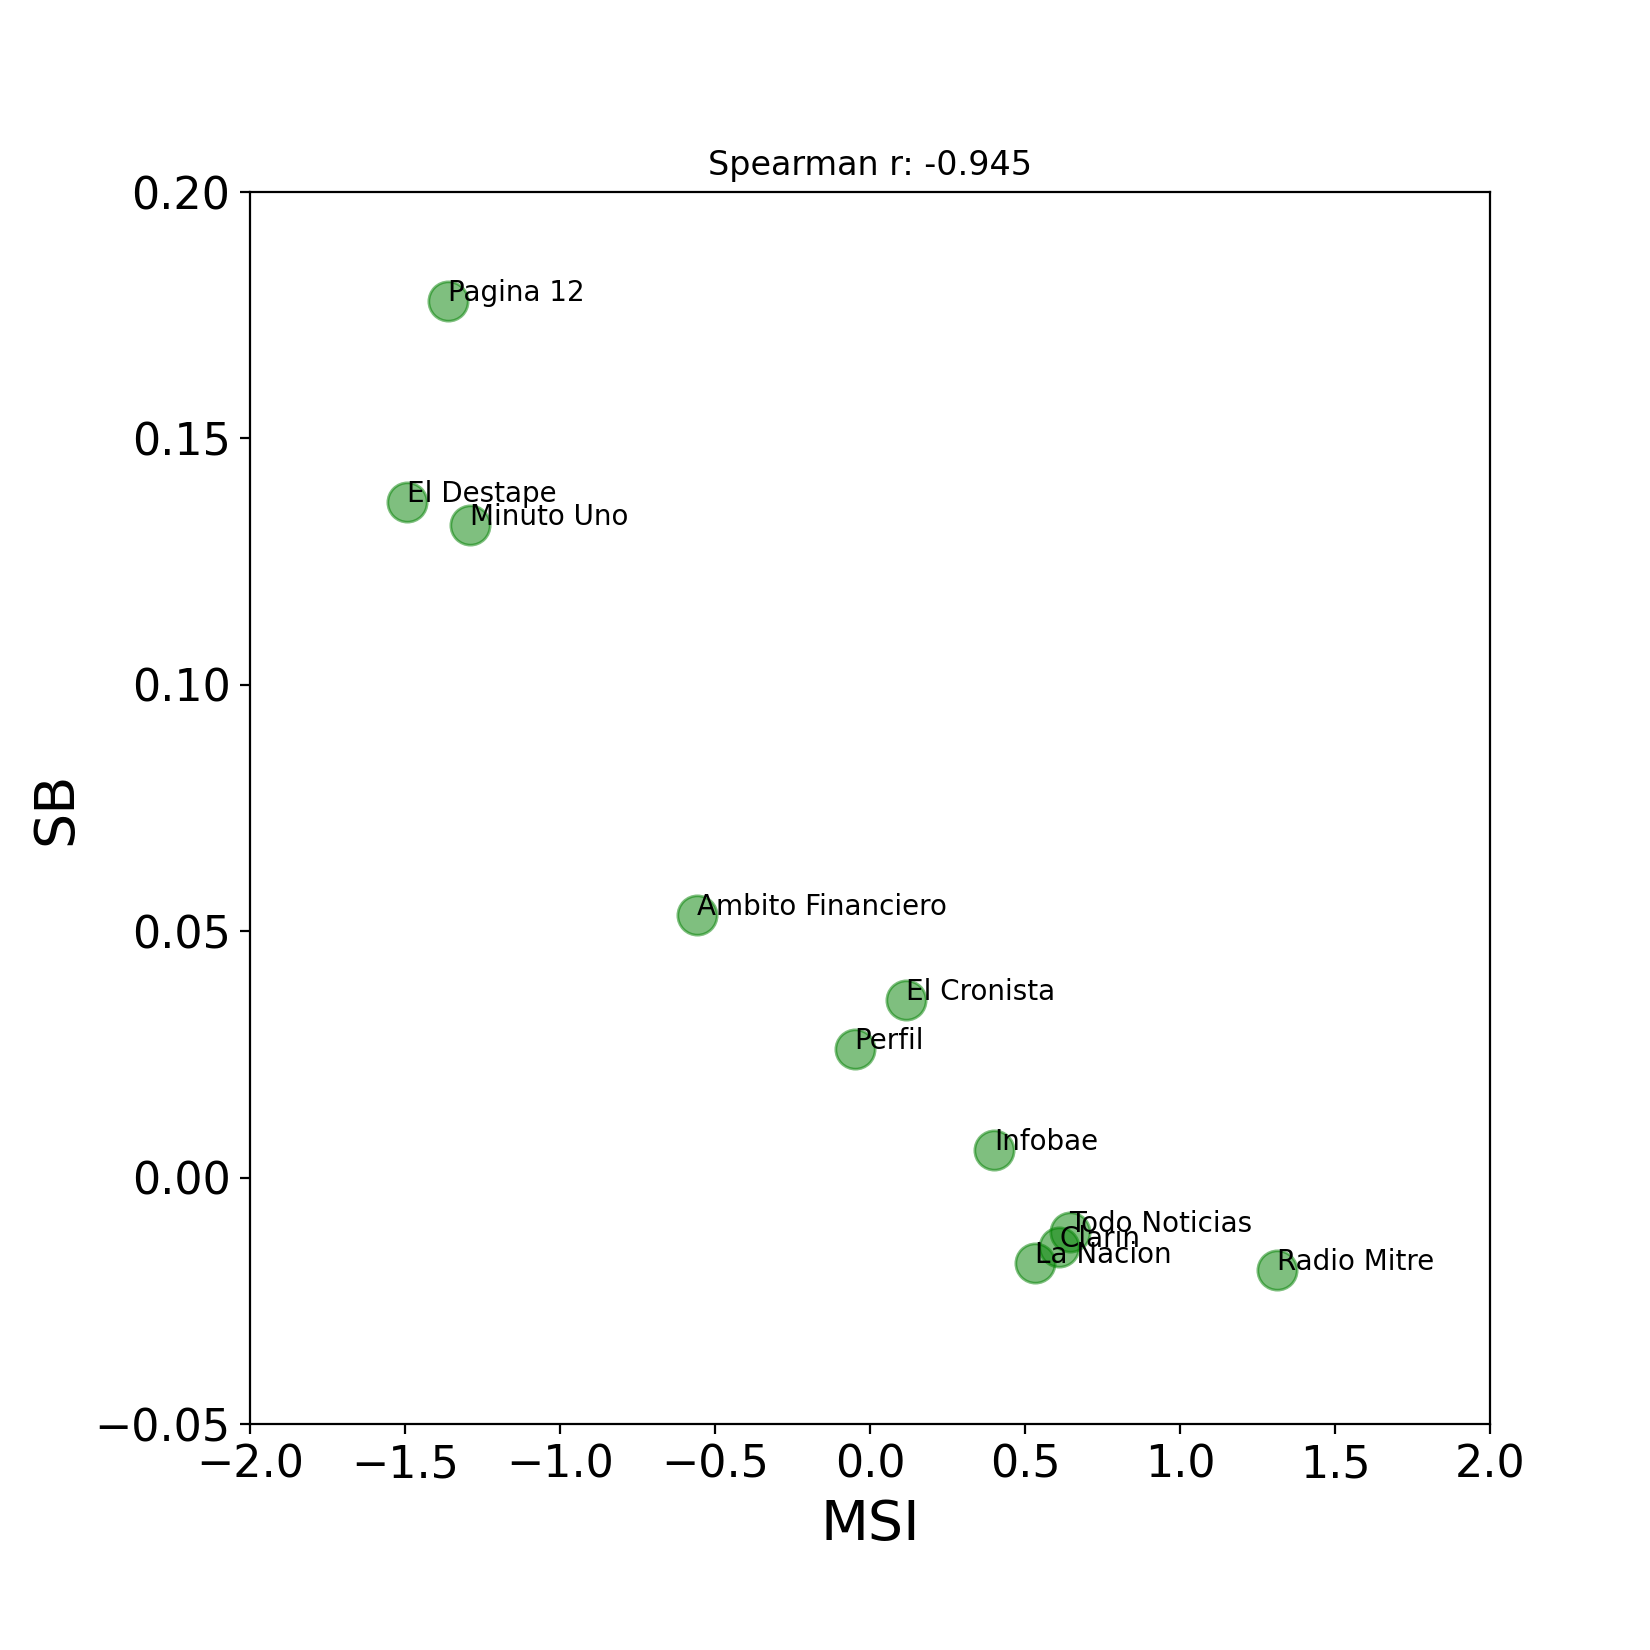 Spearman r: -0.945
0.20
0.15
0.10
0.05
0.00
−0.05
SB
Pagina 12
El Destape
Minuto Uno
Ambito Financiero
El Cronista
Perfil
Infobae
Todo Noticias
Clarin
La Nacion
Radio Mitre
−2.0 −1.5 −1.0 −0.5 0.0 0.5 1.0 1.5 2.0
MSI